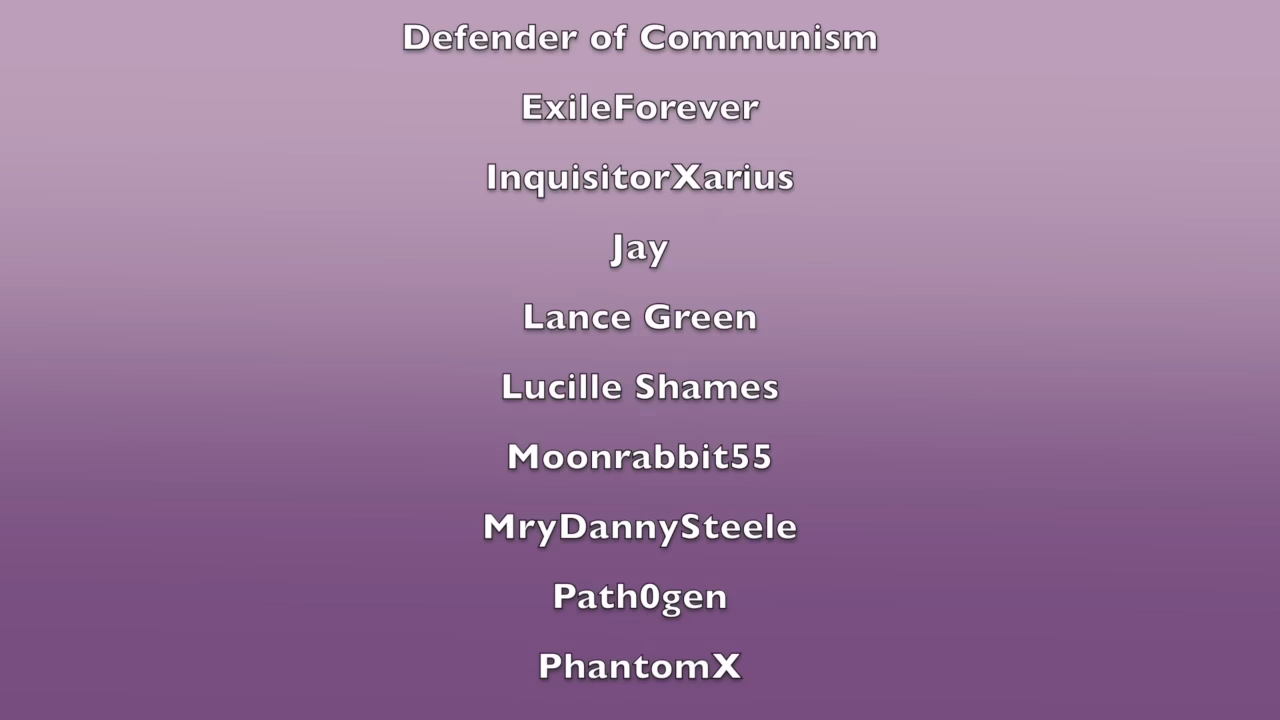 Defender of Communism
ExileForever
InquisitorXarius
Jay
Lance Green
Lucille Shames
Moonrabbit55
MryDannySteele
Path0gen
PhantomX